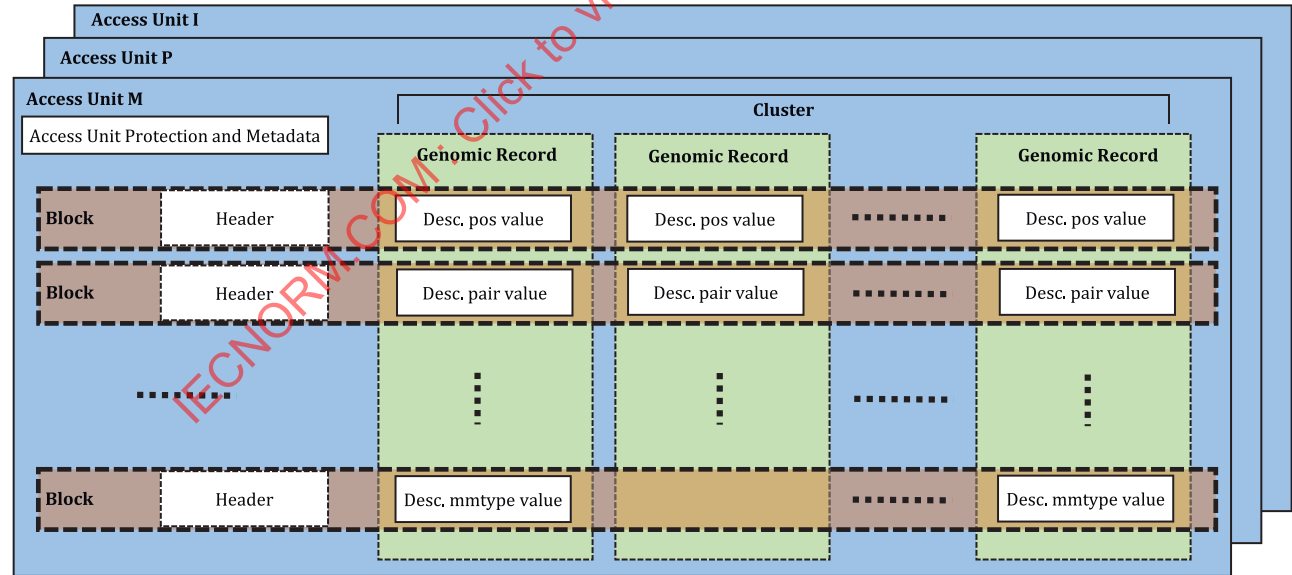 Access Unit I
Access Unit P
Access Unit M
Cluster
Access Unit Protection and Metadata
Genomic Record Genomic Record Genomic Record
Block Header Desc. pos value Desc. pos value Desc. pos value
Block Header Desc. pair value Desc. pair value Desc. pair value
Block Header Desc. mmtype value Desc. mmtype value
IECNORM.COM: Click to v